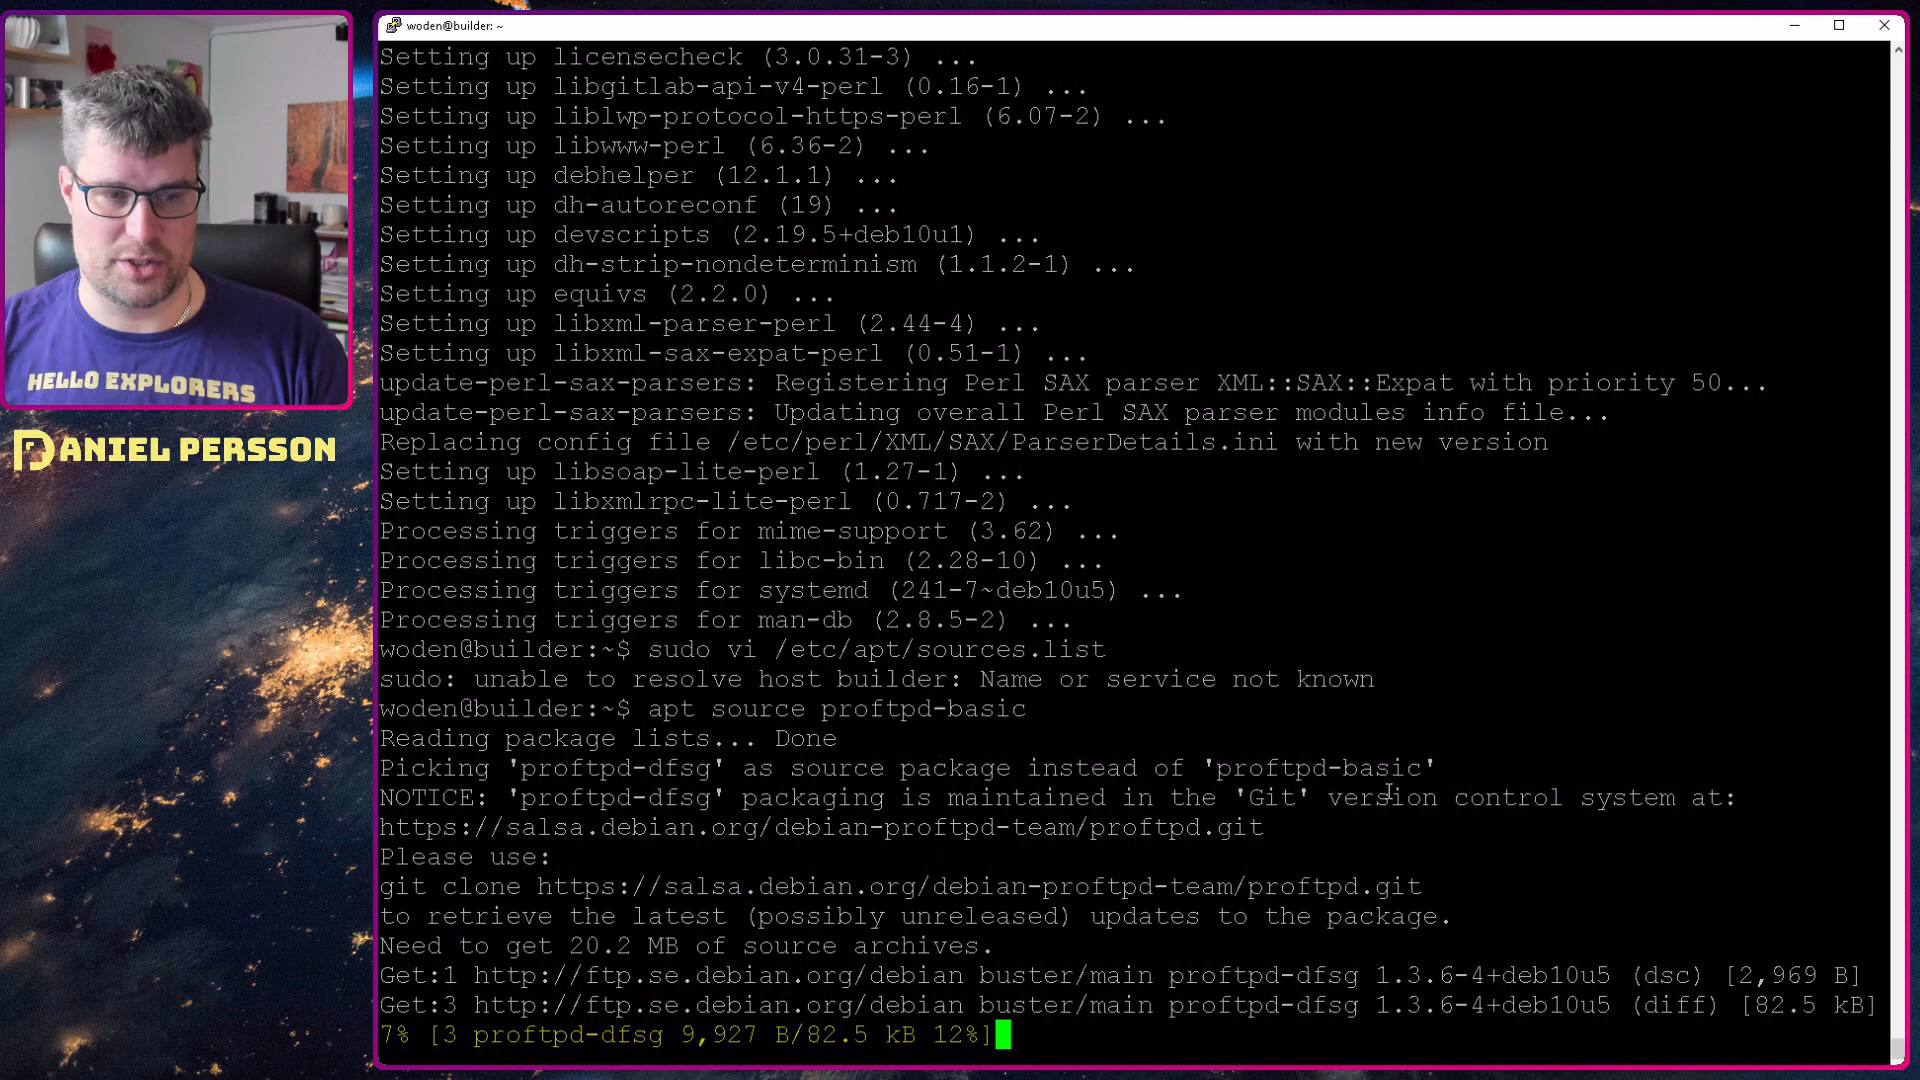 woden@builder: ~
Setting up licensecheck (3.0.31-3) ...
Setting up libgitlab-api-v4-perl (0.16-1) ...
Setting up liblwp-protocol-https-perl (6.07-2) ...
Setting up libwww-perl (6.36-2) ...
Setting up debhelper (12.1.1) ...
Setting up dh-autoreconf (19) ...
Setting up devscripts (2.19.5+deb10u1) ...
Setting up dh-strip-nondeterminism (1.1.2-1) ...
Setting up equivs (2.2.0) ...
Setting up libxml-parser-perl (2.44-4) ...
Setting up libxml-sax-expat-perl (0.51-1) ...
update-perl-sax-parsers: Registering Perl SAX parser XML::SAX::Expat with priority 50...
update-perl-sax-parsers: Updating overall Perl SAX parser modules info file...
Replacing config file /etc/perl/XML/SAX/ParserDetails.ini with new version
Setting up libsoap-lite-perl (1.27-1) ...
Setting up libxmlrpc-lite-perl (0.717-2) ...
Processing triggers for mime-support (3.62) ...
Processing triggers for libc-bin (2.28-10) ...
Processing triggers for systemd (241-7~deb10u5) ...
Processing triggers for man-db (2.8.5-2) ...
woden@builder:~$ sudo vi /etc/apt/sources.list
sudo: unable to resolve host builder: Name or service not known
woden@builder:~$ apt source proftpd-basic
Reading package lists... Done
Picking 'proftpd-dfsg' as source package instead of 'proftpd-basic'
NOTICE: 'proftpd-dfsg' packaging is maintained in the 'Git' version control system at:
https://salsa.debian.org/debian-proftpd-team/proftpd.git
Please use:
git clone https://salsa.debian.org/debian-proftpd-team/proftpd.git
to retrieve the latest (possibly unreleased) updates to the package.
Need to get 20.2 MB of source archives.
Get:1 http://ftp.se.debian.org/debian buster/main proftpd-dfsg 1.3.6-4+deb10u5 (dsc) [2,969 B]
Get:3 http://ftp.se.debian.org/debian buster/main proftpd-dfsg 1.3.6-4+deb10u5 (diff) [82.5 kB]
7% [3 proftpd-dfsg 9,927 B/82.5 kB 12%]
HELLO EXPLORERS
DANIEL PERSSON